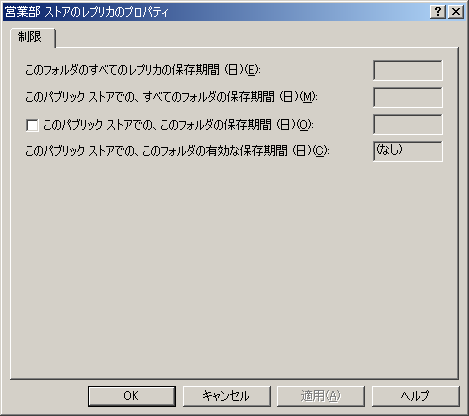 営業部 ストアのレプリカのプロパティ
制限
このフォルダのすべてのレプリカの保存期間 (日)(E):
このパブリック ストアでの、すべてのフォルダの保存期間 (日)(M):
このパブリック ストアでの、このフォルダの保存期間 (日)(O):
このパブリック ストアでの、このフォルダの有効な保存期間 (日)(C): (なし)
OK キャンセル 適用(A) ヘルプ